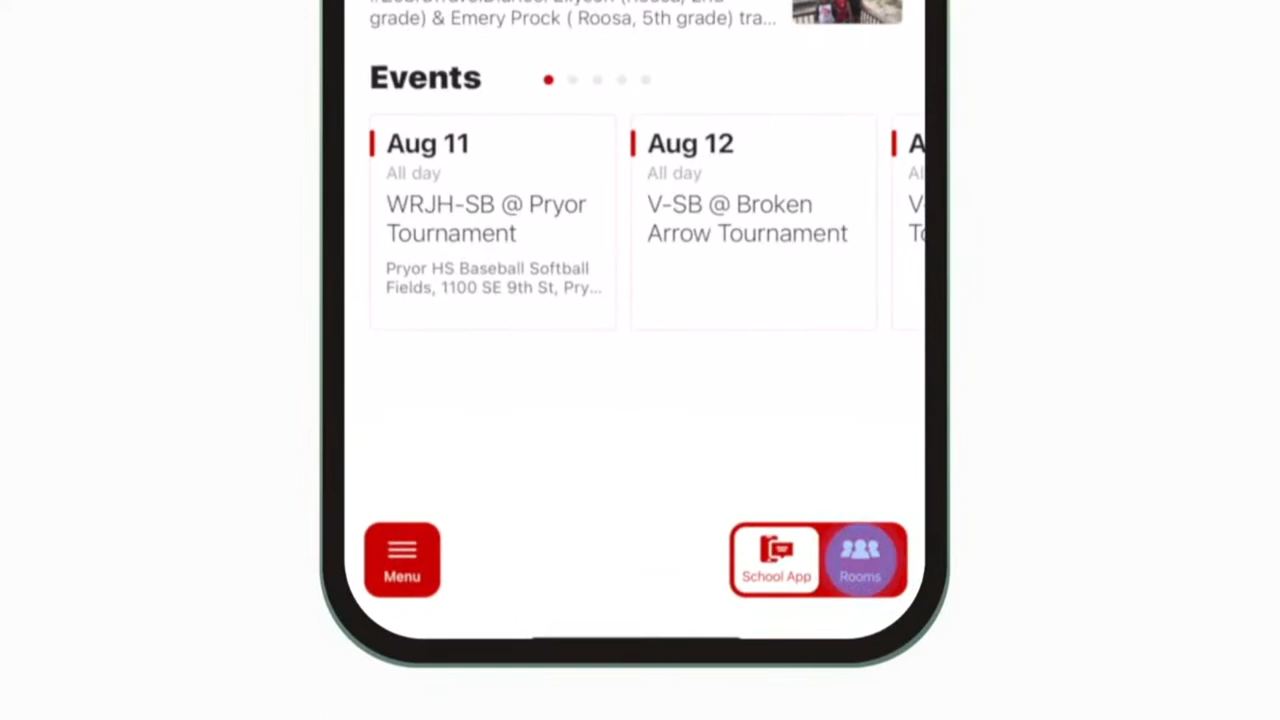 grade) & Emery Prock ( Roosa, 5th grade) tra...
Events
Aug 11
All day
WRJH-SB @ Pryor
Tournament
Pryor HS Baseball Softball
Fields, 1100 SE 9th St, Pry...
Aug 12
All day
V-SB @ Broken
Arrow Tournament
Menu
School App
Rooms